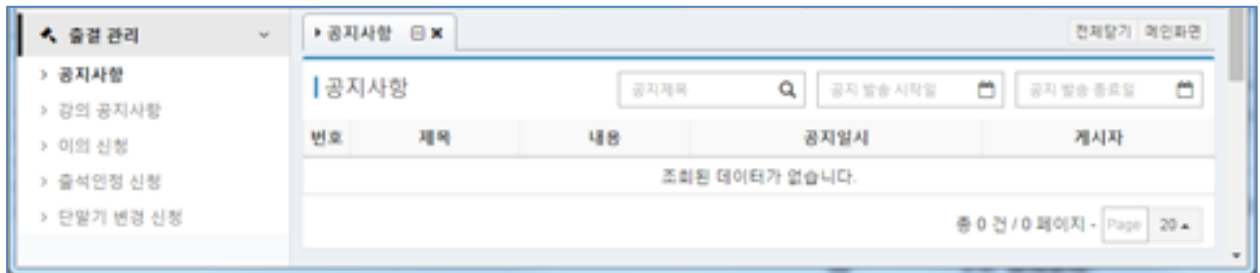 출결 관리
공지사항
강의 공지사항
이의 신청
출석인정 신청
단말기 변경 신청
공지사항
전체닫기 메인화면
공지사항
공지제목 공지 발송 시작일 공지 발송 종료일
번호 제목 내용 공지일시 게시자
조회된 데이터가 없습니다.
총 0 건 / 0 페이지 - Page 20